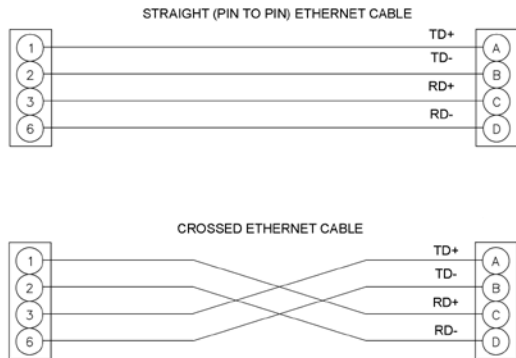 STRAIGHT (PIN TO PIN) ETHERNET CABLE
1 TD+ A
2 TD- B
3 RD+ C
6 RD- D
CROSSED ETHERNET CABLE
1 TD+ A
2 TD- B
3 RD+ C
6 RD- D